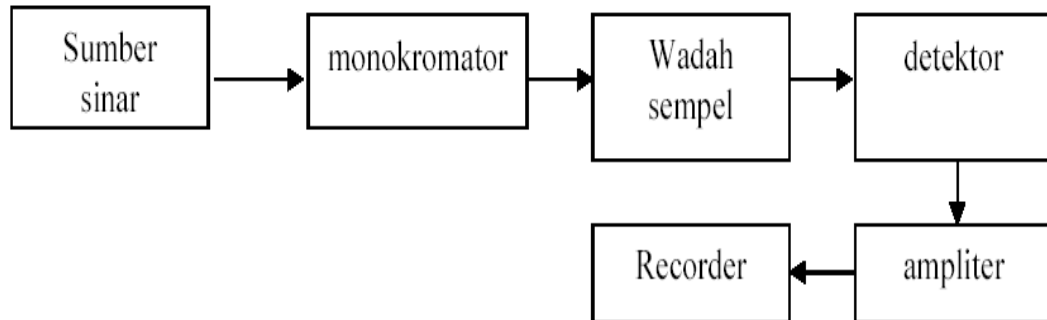 Sumber
sinar
monokromator
Wadah
sempel
detektor
Recorder
ampliter